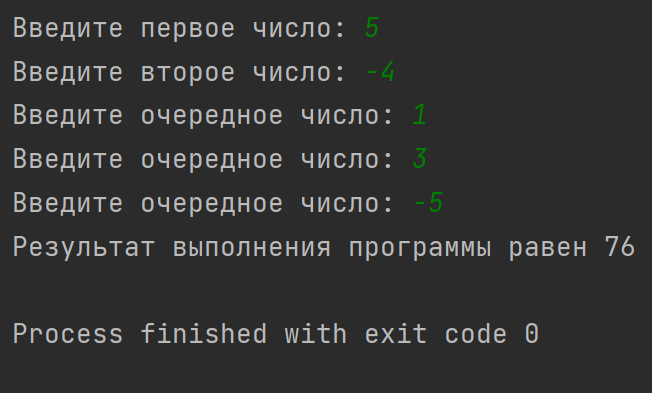 Введите первое число: 5
Введите второе число: -4
Введите очередное число: 1
Введите очередное число: 3
Введите очередное число: -5
Результат выполнения программы равен 76
Process finished with exit code 0